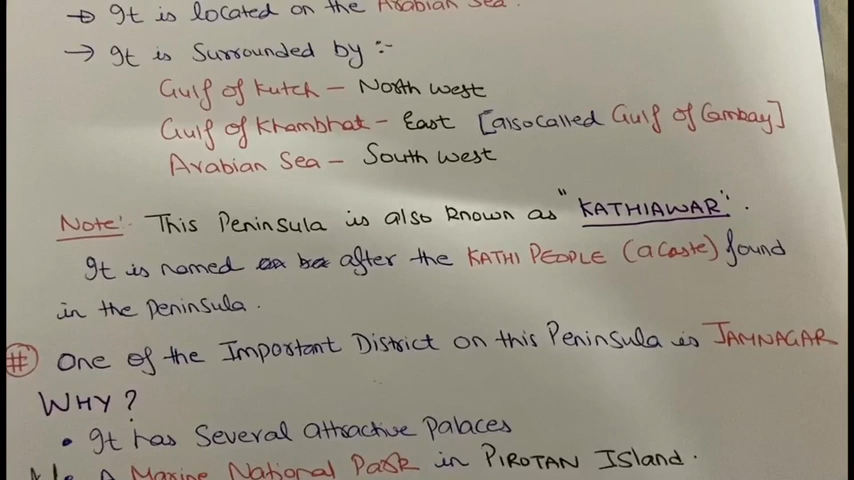 → It is located on the Arabian Sea.
→ It is Surrounded by :-
Gulf of Kutch - North West
Gulf of Khambhat - East [also called Gulf of Cambay]
Arabian Sea - South West
Note: This Peninsula is also known as "KATHIAWAR".
It is named after the KATHI PEOPLE (a Caste) found
in the Peninsula.
# One of the Important District on this Peninsula is JAMNAGAR
WHY?
• It has Several attractive Palaces
A Marine National Park in PIROTAN Island.